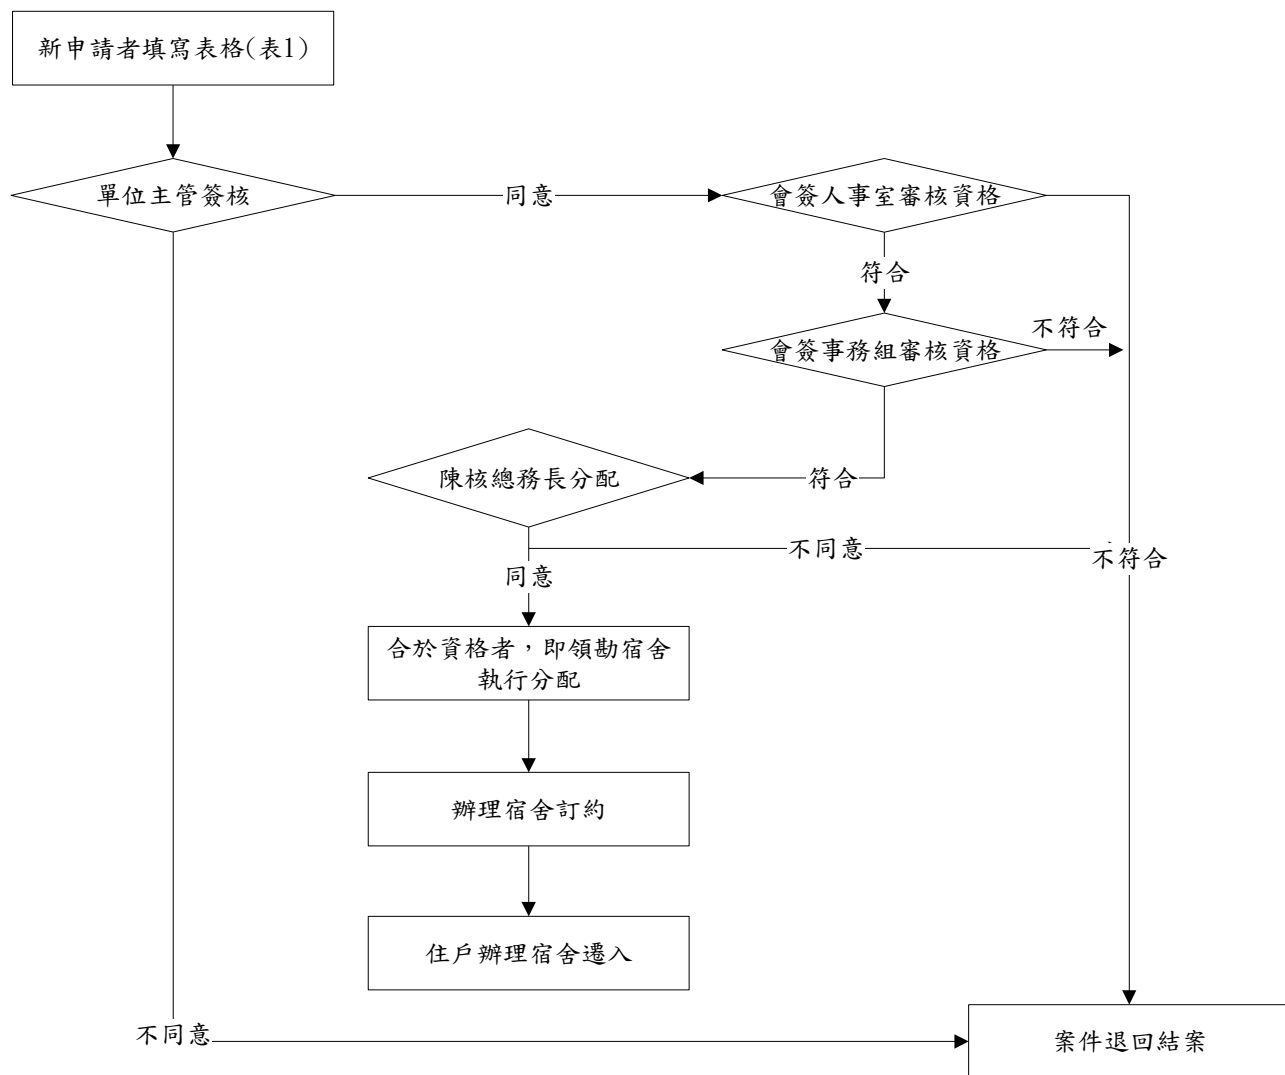 新申請者填寫表格(表1)
單位主管簽核
同意
會簽人事室審核資格
符合
不符合
會簽事務組審核資格
陳核總務長分配
符合
不同意
不符合
同意
合於資格者，即領勘宿舍
執行分配
辦理宿舍訂約
住戶辦理宿舍遷入
不同意
案件退回結案